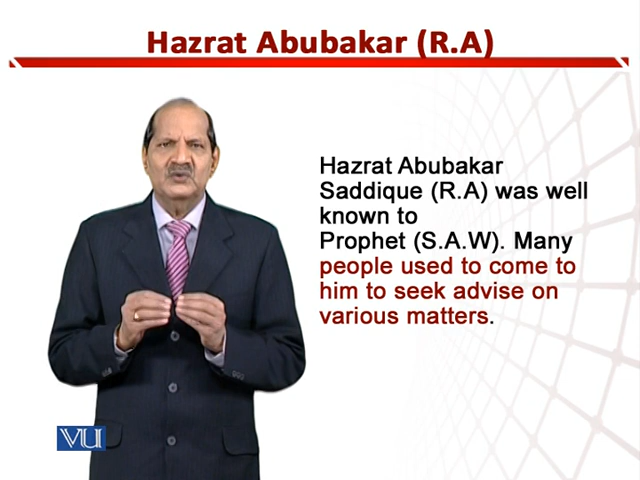 Hazrat Abubakar (R.A)
Hazrat Abubakar
Saddique (R.A) was well
known to
Prophet (S.A.W). Many
people used to come to
him to seek advise on
various matters.
VU